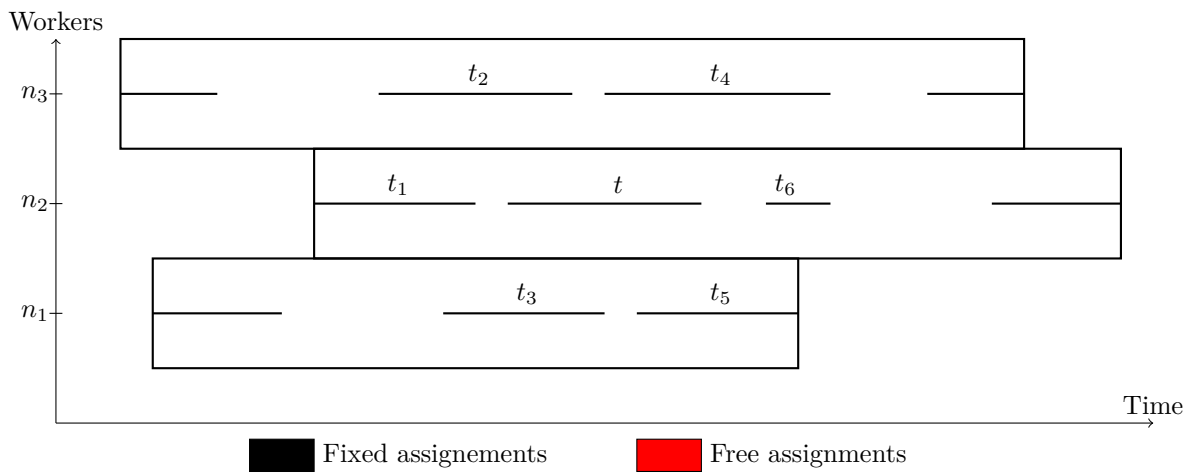 Workers
t₂ t₄
n₃
t₁ t t₆
n₂
t₃ t₅
n₁
Time
Fixed assignements Free assignments